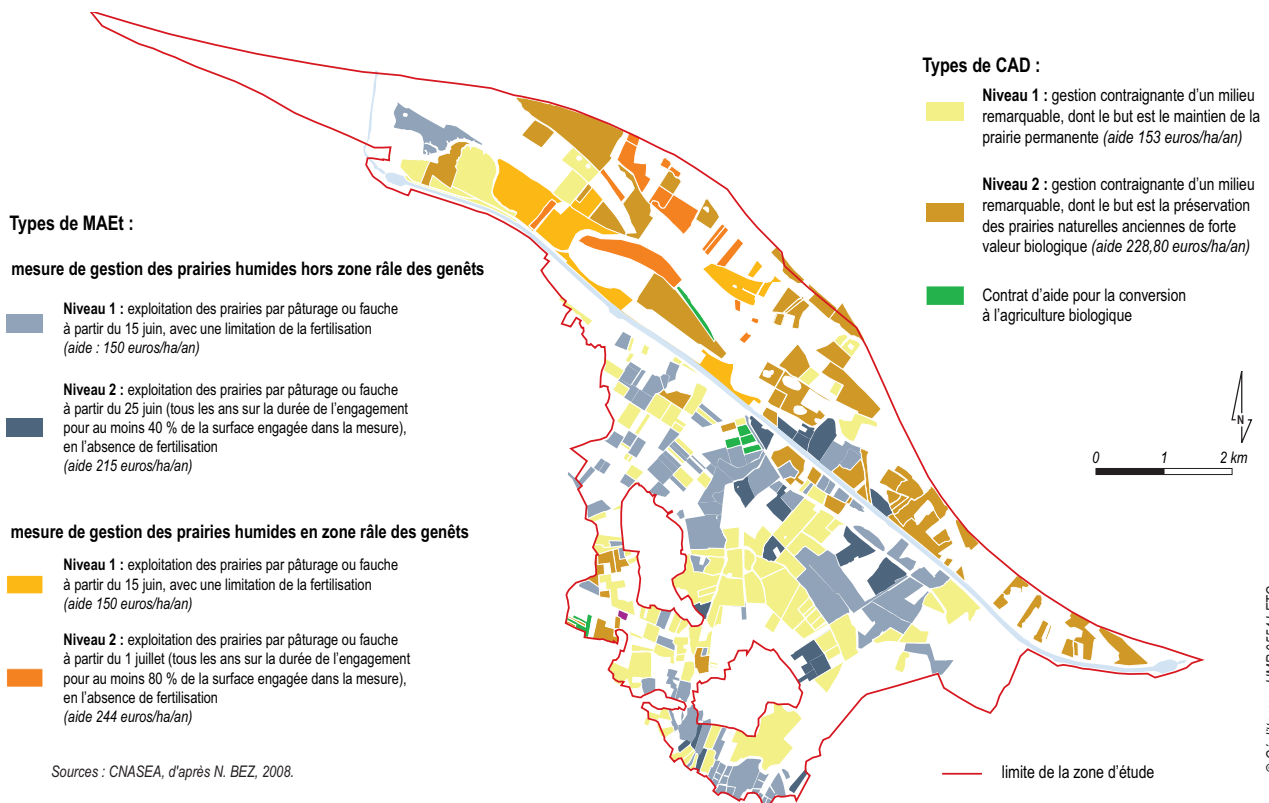 Types de CAD :
Niveau 1 : gestion contraignante d'un milieu
remarquable, dont le but est le maintien de la
prairie permanente (aide 153 euros/ha/an)
Niveau 2 : gestion contraignante d'un milieu
remarquable, dont le but est la préservation
des prairies naturelles anciennes de forte
valeur biologique (aide 228,80 euros/ha/an)
Contrat d'aide pour la conversion
à l'agriculture biologique
Types de MAEt :
mesure de gestion des prairies humides hors zone râle des genêts
Niveau 1 : exploitation des prairies par pâturage ou fauche
à partir du 15 juin, avec une limitation de la fertilisation
(aide : 150 euros/ha/an)
Niveau 2 : exploitation des prairies par pâturage ou fauche
à partir du 25 juin (tous les ans sur la durée de l'engagement
pour au moins 40 % de la surface engagée dans la mesure),
en l'absence de fertilisation
(aide 215 euros/ha/an)
mesure de gestion des prairies humides en zone râle des genêts
Niveau 1 : exploitation des prairies par pâturage ou fauche
à partir du 15 juin, avec une limitation de la fertilisation
(aide 150 euros/ha/an)
Niveau 2 : exploitation des prairies par pâturage ou fauche
à partir du 1 juillet (tous les ans sur la durée de l'engagement
pour au moins 80 % de la surface engagée dans la mesure),
en l'absence de fertilisation
(aide 244 euros/ha/an)
Sources : CNASEA, d'après N. BEZ, 2008.
N
0 1 2 km
limite de la zone d'étude